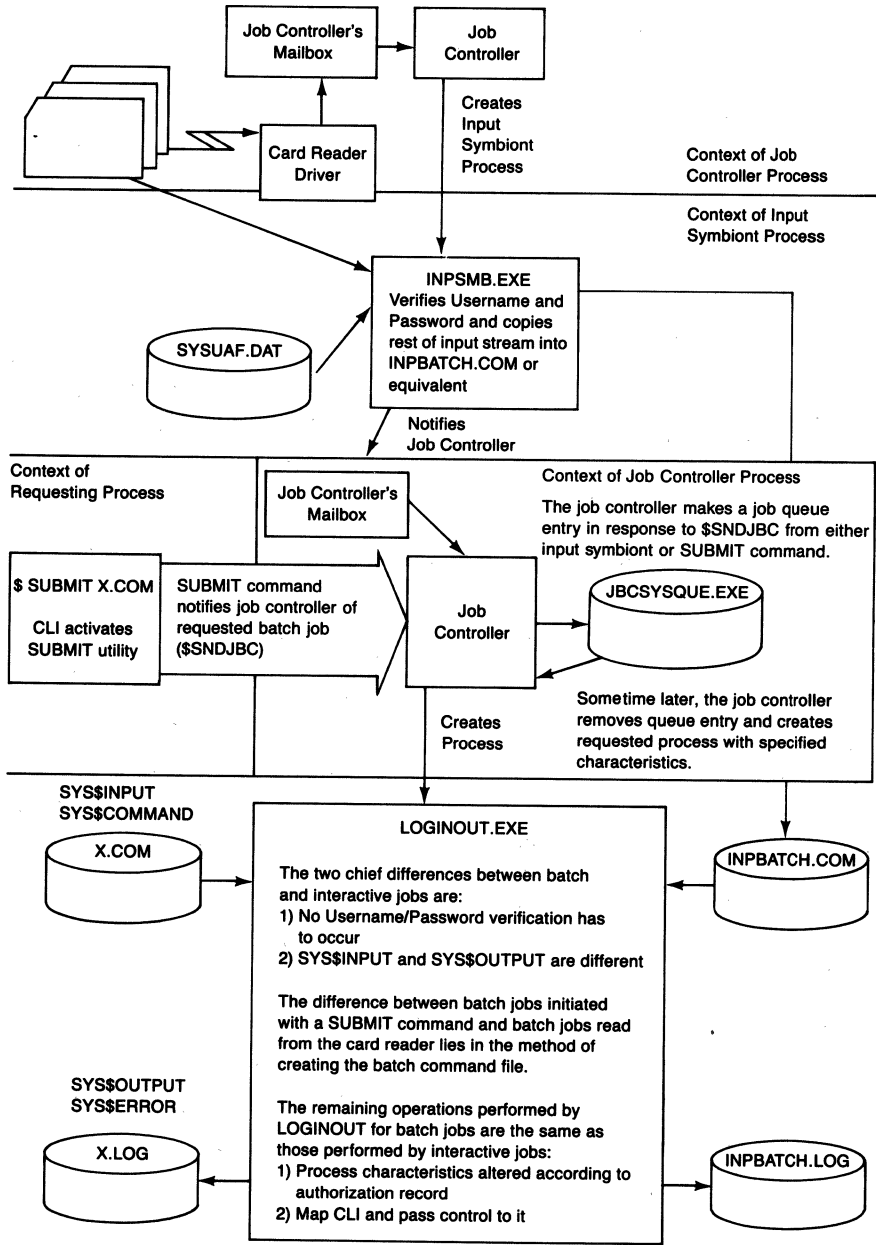 Job Controller's
Mailbox
Job
Controller
Creates
Input
Symbiont
Process
Card Reader
Driver
Context of Job
Controller Process
Context of Input
Symbiont Process
INPSMB.EXE
Verifies Username and
Password and copies
rest of input stream into
INPBATCH.COM or
equivalent
SYSUAF.DAT
Notifies
Job Controller
Context of
Requesting Process
Job Controller's
Mailbox
Context of Job Controller Process
The job controller makes a job queue
entry in response to $SNDJBC from either
input symbiont or SUBMIT command.
$ SUBMIT X.COM
CLI activates
SUBMIT utility
SUBMIT command
notifies job controller of
requested batch job
($SNDJBC)
Job
Controller
JBCSYSQUE.EXE
Creates
Process
Sometime later, the job controller
removes queue entry and creates
requested process with specified
characteristics.
SYS$INPUT
SYS$COMMAND
X.COM
LOGINOUT.EXE
The two chief differences between batch
and interactive jobs are:
1) No Username/Password verification has
to occur
2) SYS$INPUT and SYS$OUTPUT are different
The difference between batch jobs initiated
with a SUBMIT command and batch jobs read
from the card reader lies in the method of
creating the batch command file.
The remaining operations performed by
LOGINOUT for batch jobs are the same as
those performed by interactive jobs:
1) Process characteristics altered according to
authorization record
2) Map CLI and pass control to it
INPBATCH.COM
SYS$OUTPUT
SYS$ERROR
X.LOG
INPBATCH.LOG